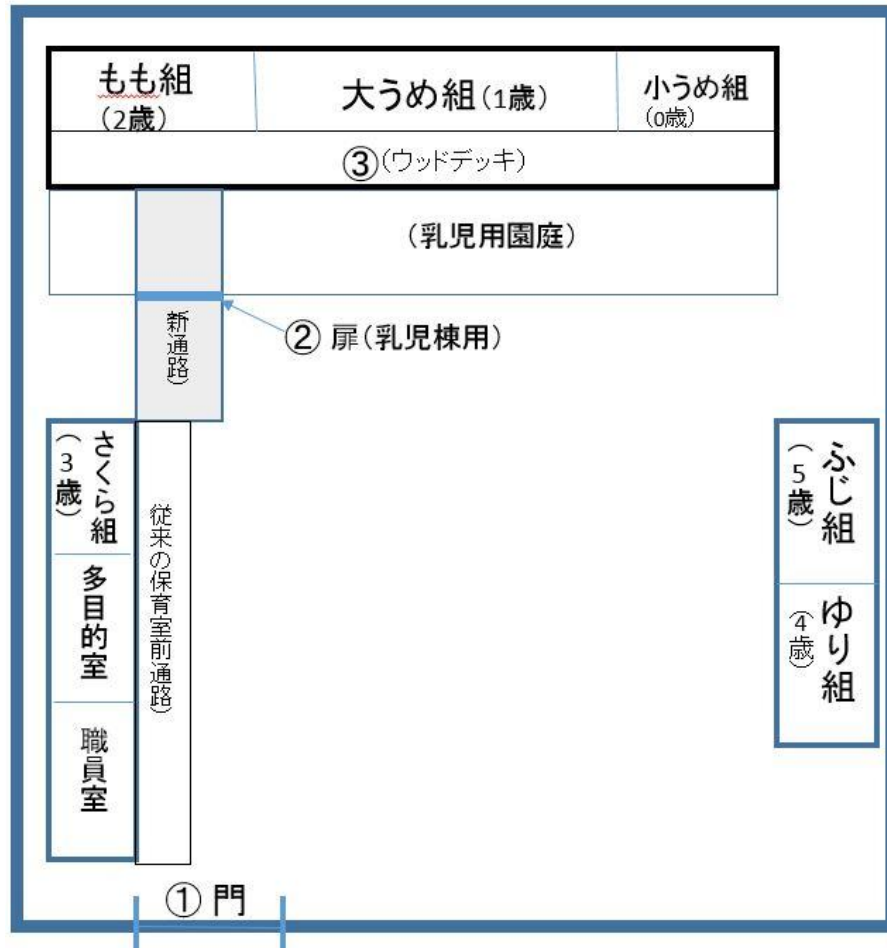 もも組
(2歳)
大うめ組(1歳)
小うめ組
(0歳)
③(ウッドデッキ)
(乳児用園庭)
新通路)
② 扉(乳児棟用)
さくら組
(3歳)
従来の保育室前通路)
多目的室
職員室
ふじ組
(5歳)
ゆり組
(4歳)
① 門